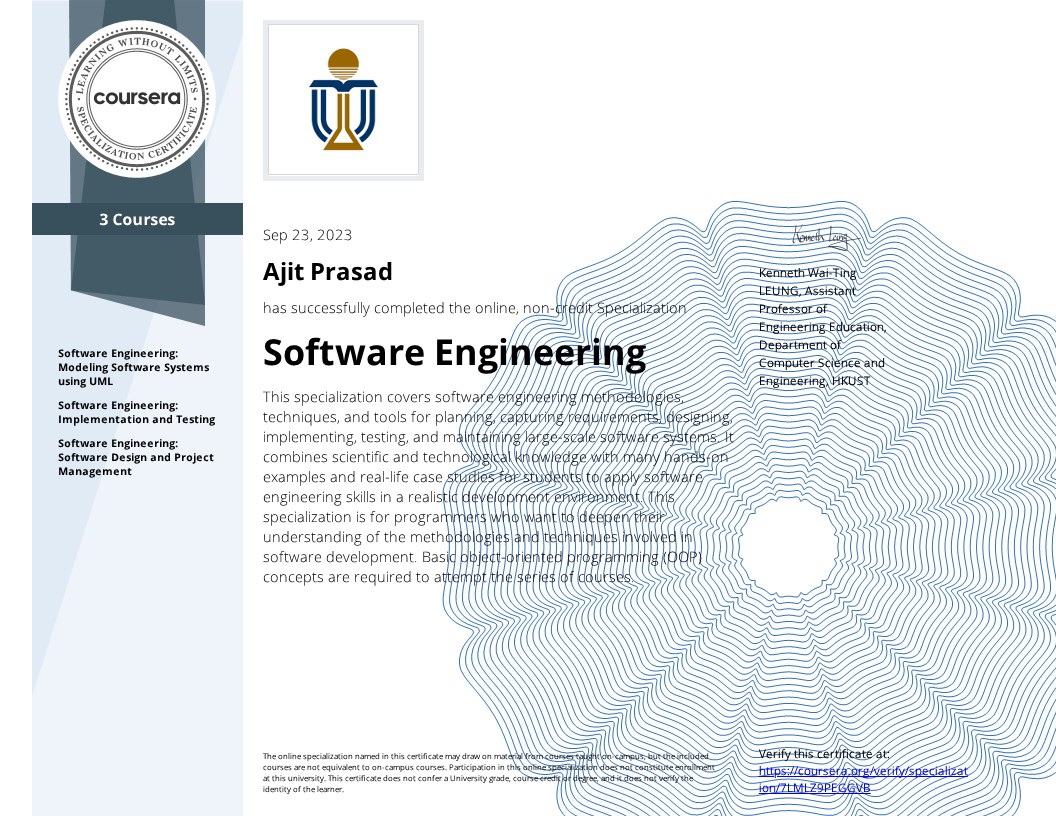 LEARNING WITHOUT LIMITS
coursera
SPECIALIZATION CERTIFICATE
3 Courses
Software Engineering:
Modeling Software Systems
using UML
Software Engineering:
Implementation and Testing
Software Engineering:
Software Design and Project
Management
Sep 23, 2023
Ajit Prasad
has successfully completed the online, non-credit Specialization
Software Engineering
This specialization covers software engineering methodologies,
techniques, and tools for planning, capturing requirements, designing,
implementing, testing, and maintaining large-scale software systems. It
combines scientific and technological knowledge with many hands-on
examples and real-life case studies for students to apply software
engineering skills in a realistic development environment. This
specialization is for programmers who want to deepen their
understanding of the methodologies and techniques involved in
software development. Basic object-oriented programming (OOP)
concepts are required to attempt the series of courses.
Kenneth Leung
Kenneth Wai-Ting
LEUNG, Assistant
Professor of
Engineering Education,
Department of
Computer Science and
Engineering, HKUST
The online specialization named in this certificate may draw on material from courses taught on-campus, but the included
courses are not equivalent to on-campus courses. Participation in this online specialization does not constitute enrollment
at this university. This certificate does not confer a University grade, course credit or degree, and it does not verify the
identity of the learner.
Verify this certificate at:
https://coursera.org/verify/specializat
ion/7LMLZ9PEGGVB